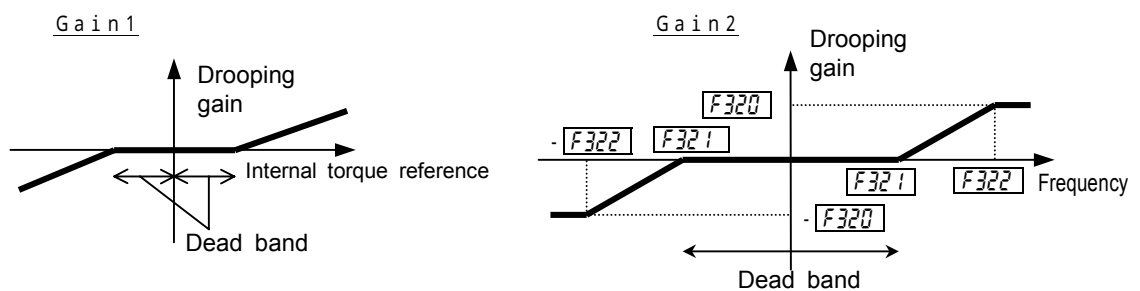 Gain1
Drooping
gain
Internal torque reference
Dead band
Gain2
Drooping
gain
F320
- F322
F321
F321
F322
Frequency
- F320
Dead band